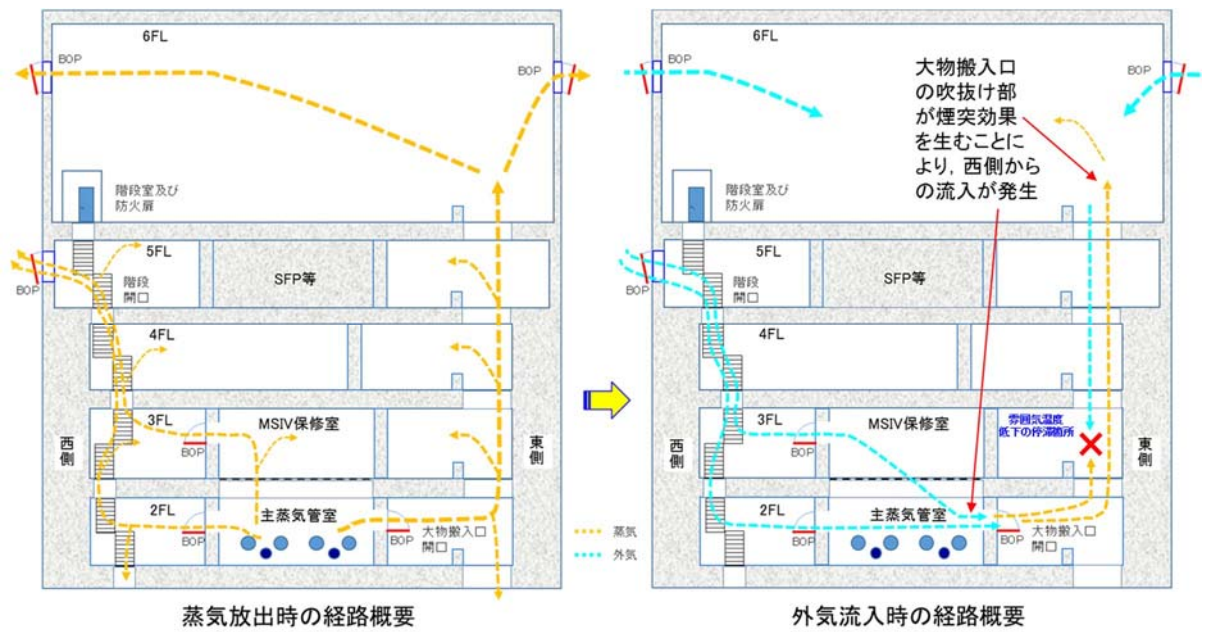 6FL
BOP
BOP
階段室及び
防火扉
5FL
BOP
階段
開口
SFP等
4FL
3FL
MSIV保修室
BOP
西
側
東
側
2FL
主蒸気管室
BOP
BOP
大物搬入口
開口
蒸気放出時の経路概要
蒸気
外気
6FL
BOP
BOP
大物搬入口
の吹抜け部
が煙突効果
を生むことに
より，西側から
の流入が発生
階段室及び
防火扉
5FL
BOP
階段
開口
SFP等
4FL
3FL
MSIV保修室
BOP
雰囲気温度
低下の停滞箇所
西
側
東
側
2FL
主蒸気管室
BOP
BOP
大物搬入口
開口
外気流入時の経路概要